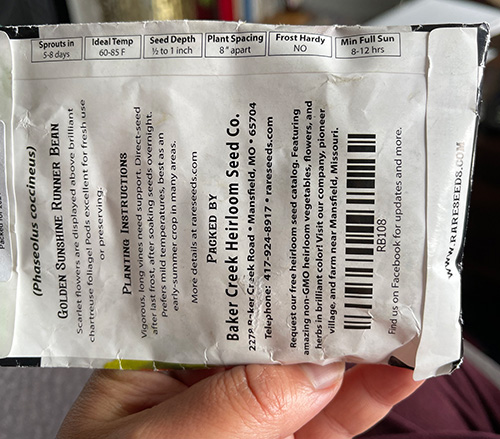 Sprouts in
5-8 days
Ideal Temp
60-85 F
Seed Depth
½ to 1 inch
Plant Spacing
8" apart
Frost Hardy
NO
Min Full Sun
8-12 hrs
(Phaseolus coccineus)
GOLDEN SUNSHINE RUNNER BEAN
Scarlet flowers are displayed above brilliant
chartreuse foliage! Pods excellent for fresh use
or preserving.
PLANTING INSTRUCTIONS
Vigorous, long vines need support. Direct-seed
after last frost, after soaking seeds overnight.
Prefers mild temperatures, best as an
early-summer crop in many areas.
More details at rareseeds.com
PACKED BY
Baker Creek Heirloom Seed Co.
2278 Baker Creek Road • Mansfield, MO • 65704
Telephone: 417-924-8917 • rareseeds.com
Request our free heirloom seed catalog. Featuring
amazing non-GMO heirloom vegetables, flowers, and
herbs in brilliant color! Visit our company, pioneer
village, and farm near Mansfield, Missouri.
RB108
Find us on Facebook for updates and more.
WWW.RARESEEDS.COM
Packed for